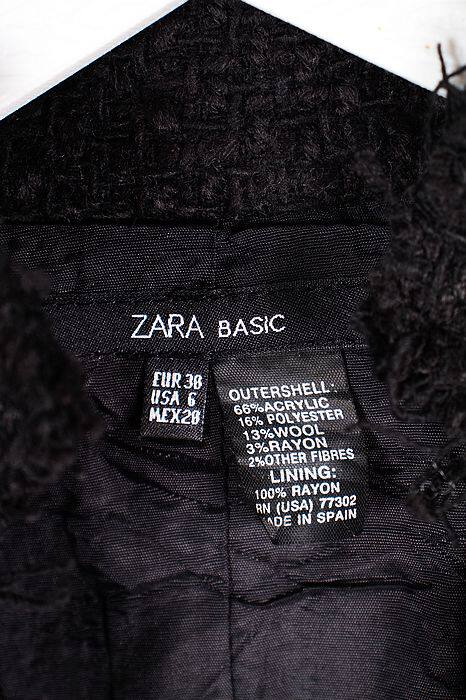 ZARA BASIC
EUR 38
USA 6
MEX 28
OUTERSHELL:
66%ACRYLIC
16% POLYESTER
13%WOOL
3%RAYON
2%OTHER FIBRES
LINING:
100% RAYON
RN (USA) 77302
ADE IN SPAIN